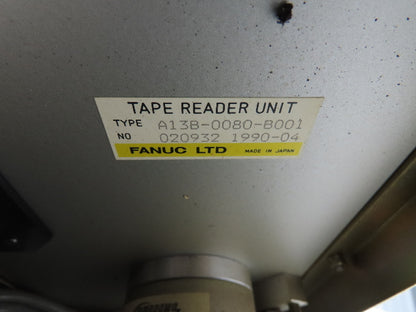 TAPE READER UNIT
TYPE A13B-0080-B001
NO 020932 1990-04
FANUC LTD MADE IN JAPAN